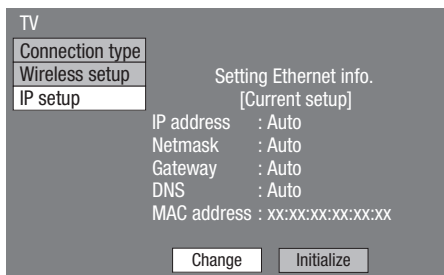 TV
Connection type
Wireless setup
IP setup
Setting Ethernet info.
[Current setup]
IP address : Auto
Netmask : Auto
Gateway : Auto
DNS : Auto
MAC address : xx:xx:xx:xx:xx:xx
Change Initialize